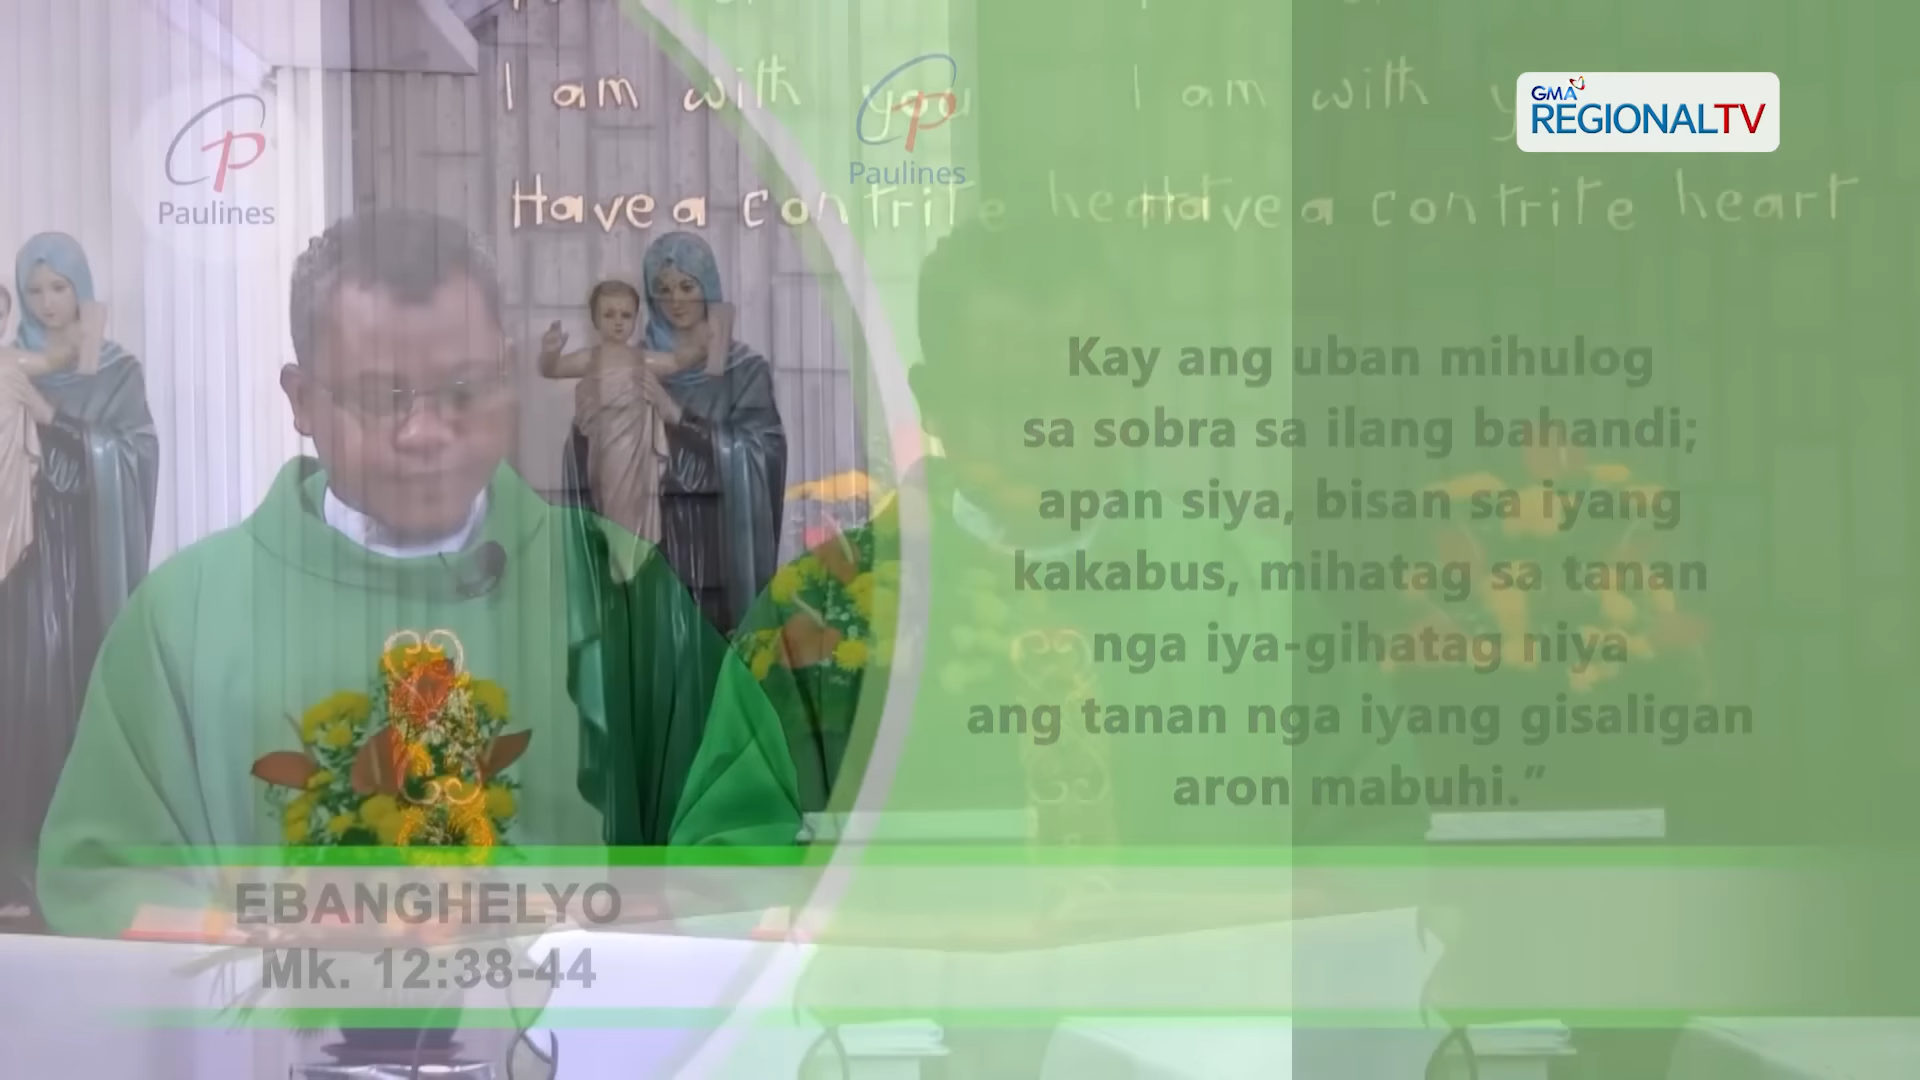 I am with you
I am with
Have a contrite heart
Have a contrite heart
Paulines
Paulines
GMA
REGIONALTV
Kay ang uban mihulog
sa sobra sa ilang bahandi;
apan siya, bisan sa iyang
kakabus, mihatag sa tanan
nga iya-gihatag niya
ang tanan nga iyang gisaligan
aron mabuhi.”
EBANGHELYO
Mk. 12:38-44